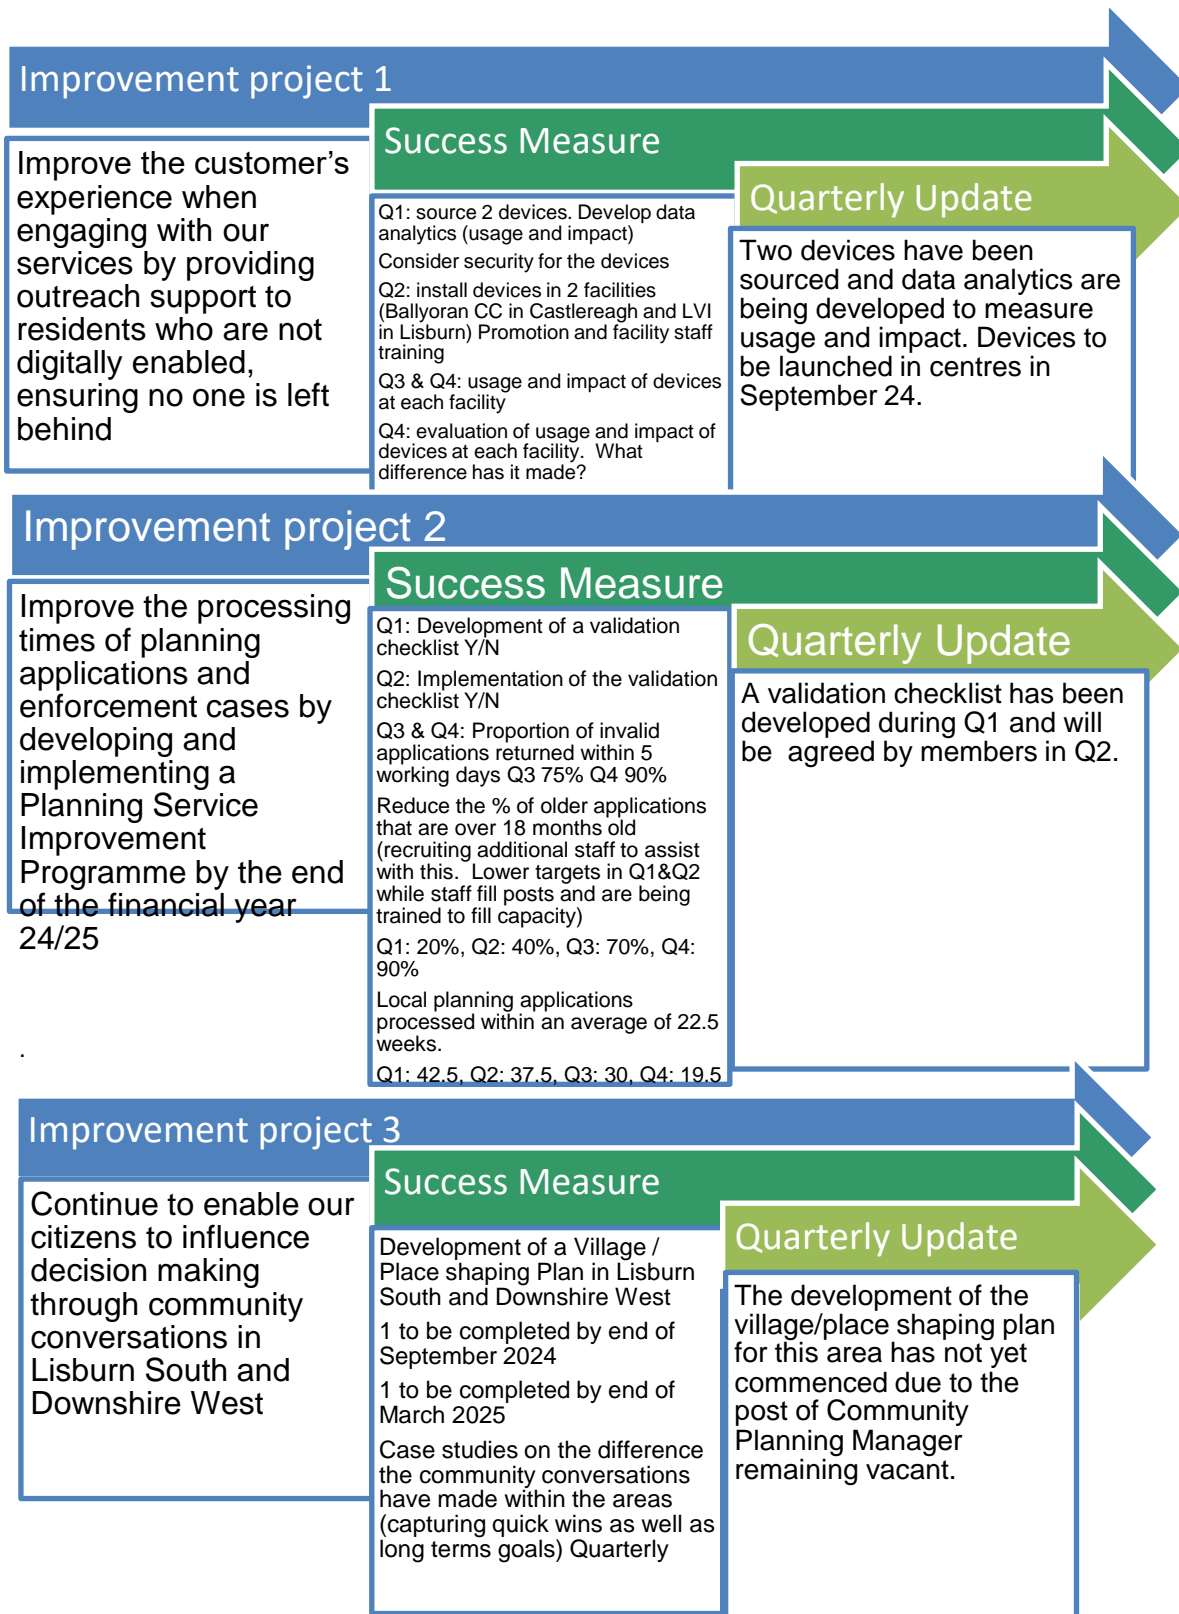 Improvement project 1
Improve the customer's
experience when
engaging with our
services by providing
outreach support to
residents who are not
digitally enabled,
ensuring no one is left
behind
Success Measure
Q1: source 2 devices. Develop data
analytics (usage and impact)
Consider security for the devices
Q2: install devices in 2 facilities
(Ballyoran CC in Castlereagh and LVI
in Lisburn) Promotion and facility staff
training
Q3 & Q4: usage and impact of devices
at each facility
Q4: evaluation of usage and impact of
devices at each facility.  What
difference has it made?
Quarterly Update
Two devices have been
sourced and data analytics are
being developed to measure
usage and impact. Devices to
be launched in centres in
September 24.
Improvement project 2
Improve the processing
times of planning
applications and
enforcement cases by
developing and
implementing a
Planning Service
Improvement
Programme by the end
of the financial year
24/25
.
Success Measure
Q1: Development of a validation
checklist Y/N
Q2: Implementation of the validation
checklist Y/N
Q3 & Q4: Proportion of invalid
applications returned within 5
working days Q3 75% Q4 90%
Reduce the % of older applications
that are over 18 months old
(recruiting additional staff to assist
with this.  Lower targets in Q1&Q2
while staff fill posts and are being
trained to fill capacity)
Q1: 20%, Q2: 40%, Q3: 70%, Q4:
90%
Local planning applications
processed within an average of 22.5
weeks.
Q1: 42.5, Q2: 37.5, Q3: 30, Q4: 19.5
Quarterly Update
A validation checklist has been
developed during Q1 and will
be  agreed by members in Q2.
Improvement project 3
Continue to enable our
citizens to influence
decision making
through community
conversations in
Lisburn South and
Downshire West
Success Measure
Development of a Village /
Place shaping Plan in Lisburn
South and Downshire West
1 to be completed by end of
September 2024
1 to be completed by end of
March 2025
Case studies on the difference
the community conversations
have made within the areas
(capturing quick wins as well as
long terms goals) Quarterly
Quarterly Update
The development of the
village/place shaping plan
for this area has not yet
commenced due to the
post of Community
Planning Manager
remaining vacant.